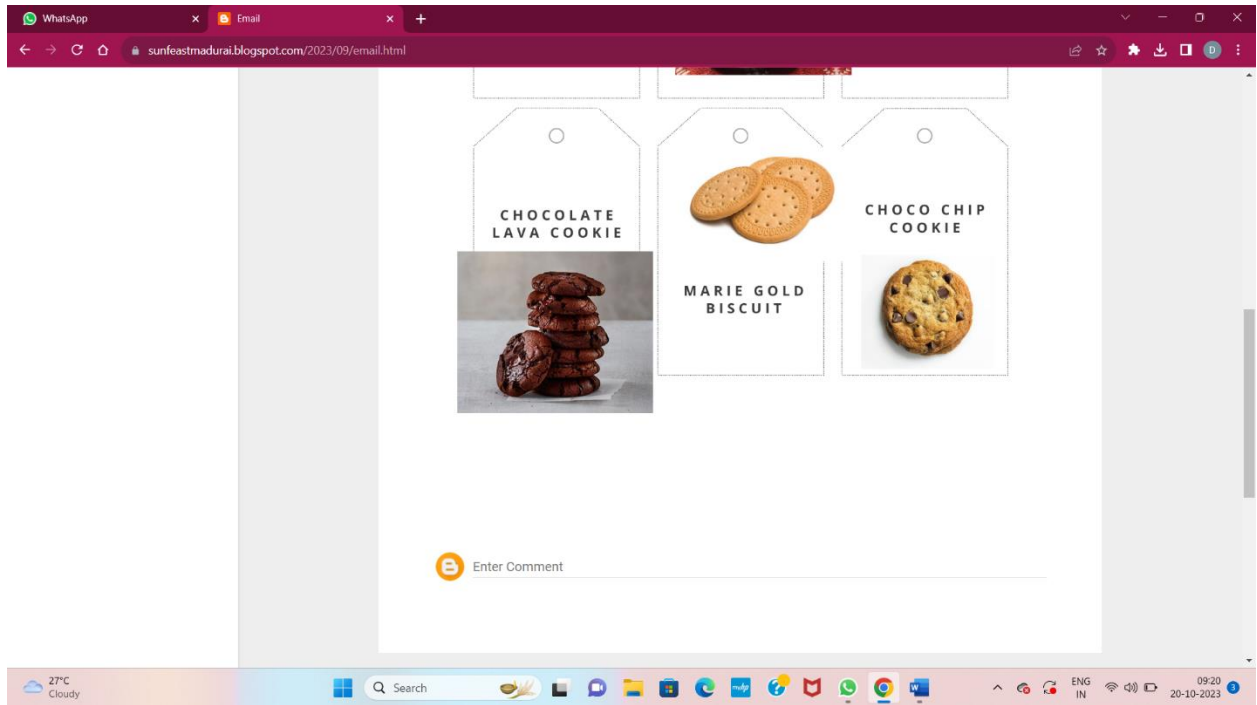 WhatsApp
Email
sunfeastmadurai.blogspot.com/2023/09/email.html
D
CHOCOLATE
LAVA COOKIE
MARIE GOLD
BISCUIT
CHOCO CHIP
COOKIE
Enter Comment
27°C
Cloudy
Search
ENG
IN
09:20
20-10-2023
3